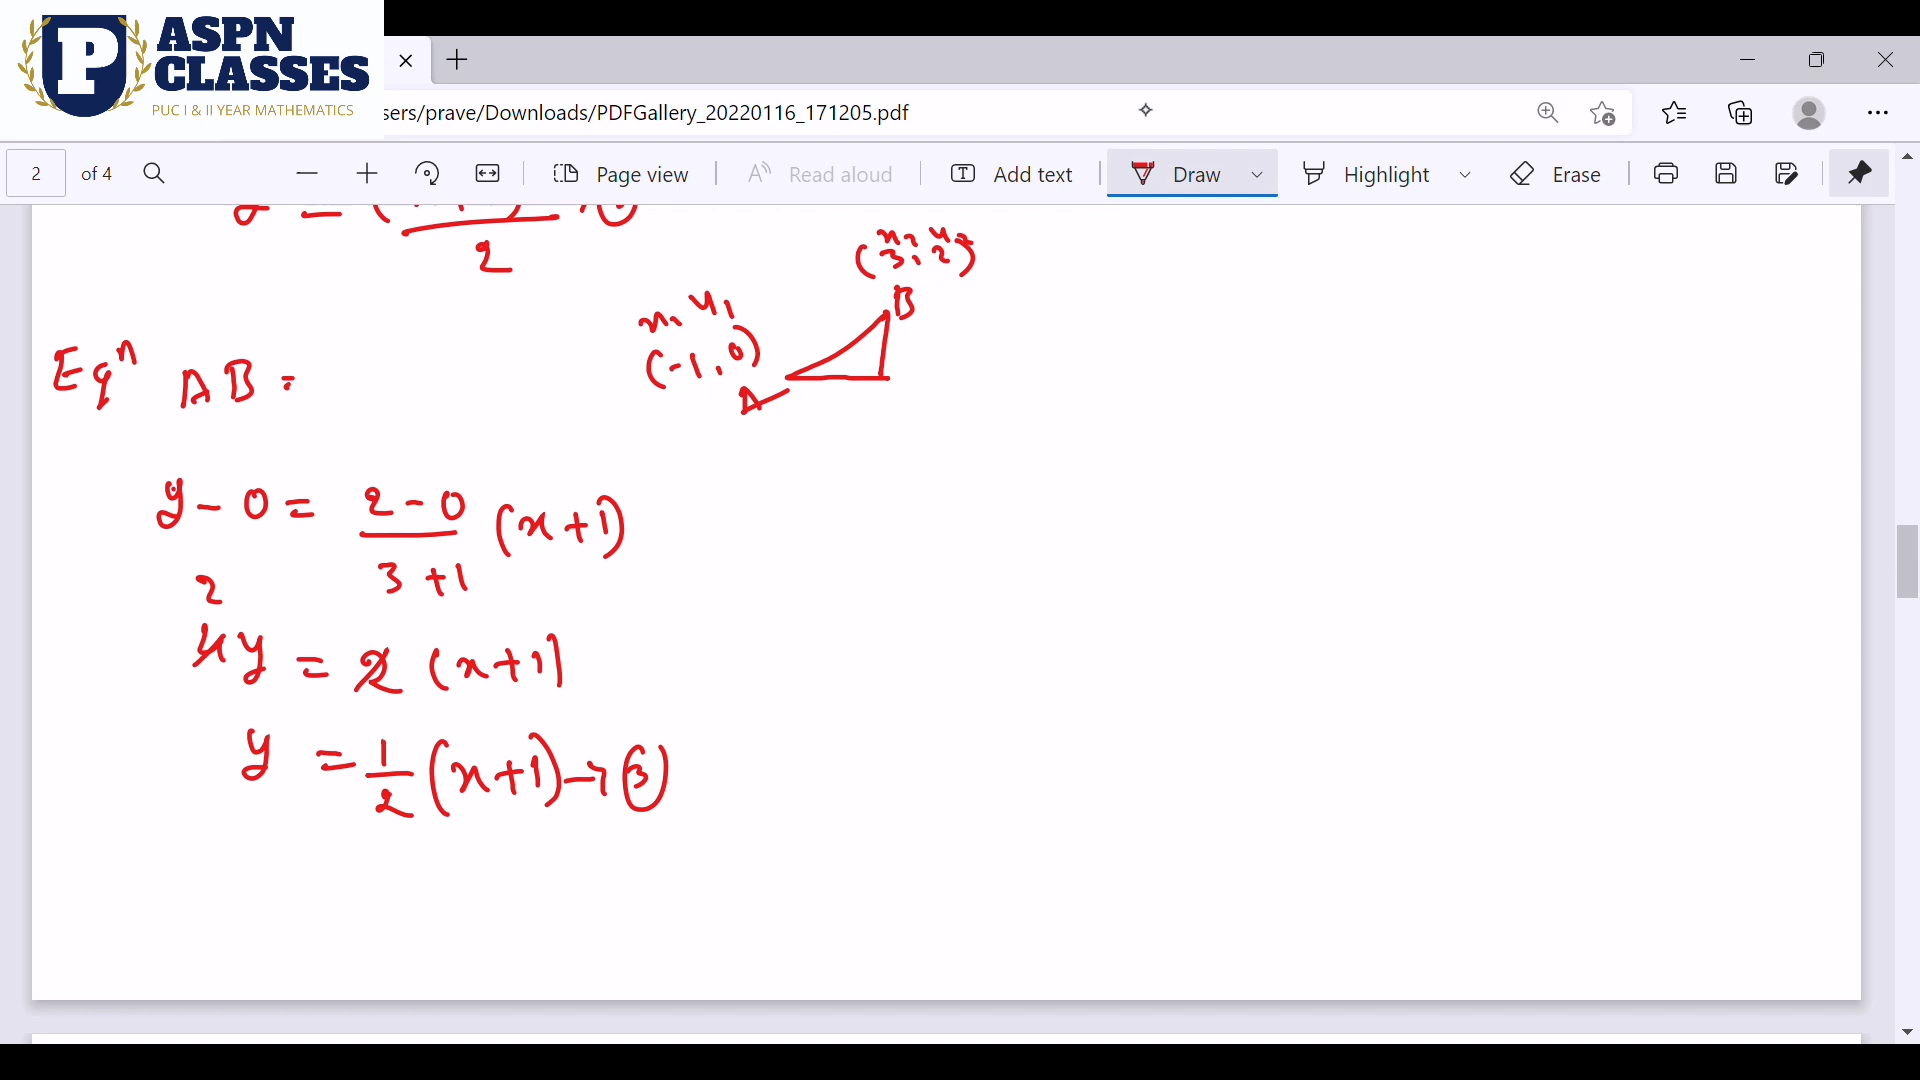 ASPN
CLASSES
PUC I & II YEAR MATHEMATICS
sers/prave/Downloads/PDFGallery_20220116_171205.pdf
2 of 4
Page view
Read aloud
Add text
Draw
Highlight
Erase
2
(x₂, y₂
3, 2)
B
x₁ y₁
(-1, 0)
A
Eqⁿ AB =
y - 0 = 2 - 0 (x+1)
3 + 1
2
4y = 2 (x+1)
y = 1/2 (x+1) → 3